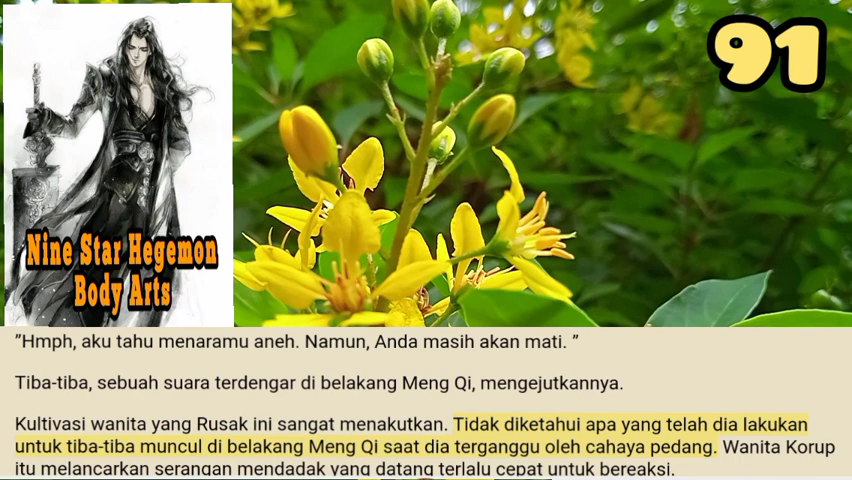 91
Nine Star Hegemon
Body Arts
"Hmph, aku tahu menaramu aneh. Namun, Anda masih akan mati. ”
Tiba-tiba, sebuah suara terdengar di belakang Meng Qi, mengejutkannya.
Kultivasi wanita yang Rusak ini sangat menakutkan. Tidak diketahui apa yang telah dia lakukan
untuk tiba-tiba muncul di belakang Meng Qi saat dia terganggu oleh cahaya pedang. Wanita Korup
itu melancarkan serangan mendadak yang datang terlalu cepat untuk bereaksi.